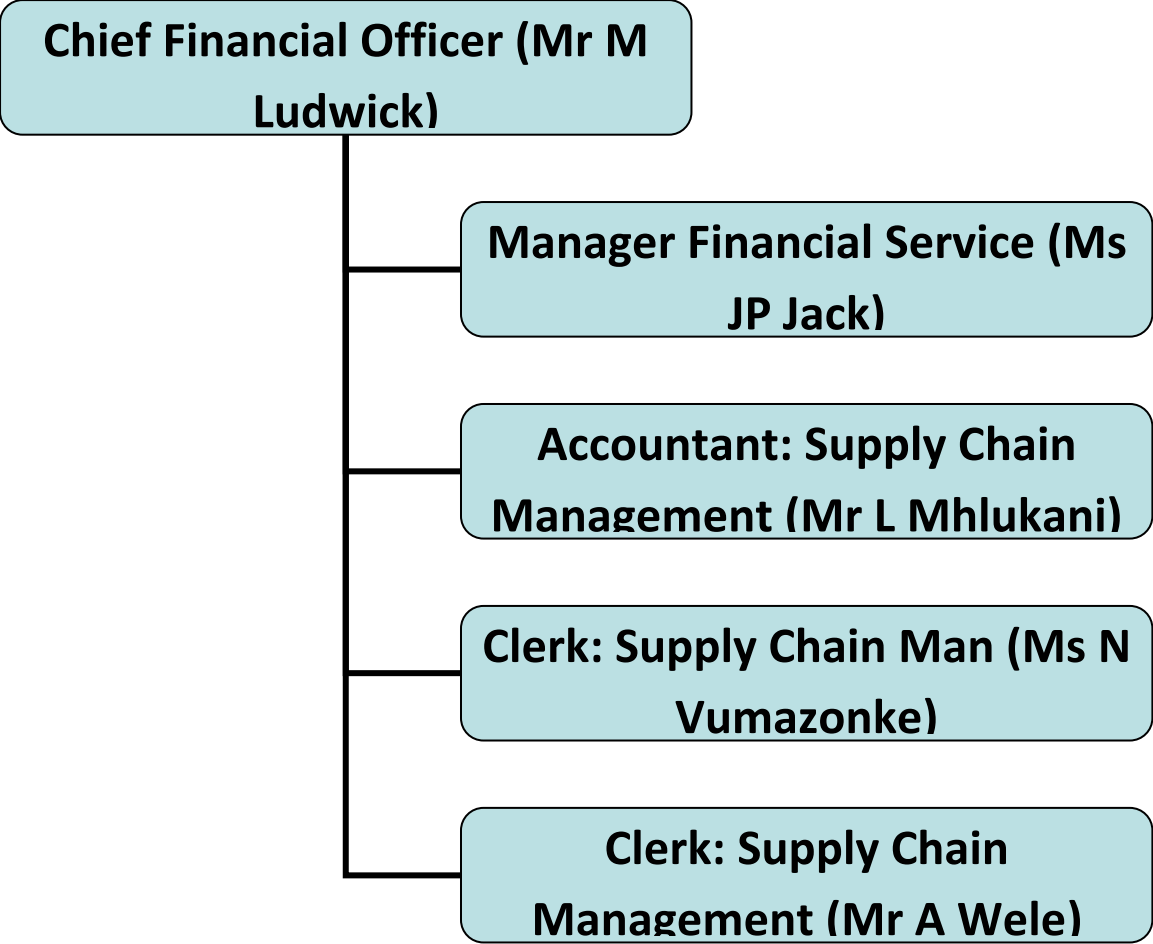 Chief Financial Officer (Mr M
Ludwick)
Manager Financial Service (Ms
JP Jack)
Accountant: Supply Chain
Management (Mr L Mhlukani)
Clerk: Supply Chain Man (Ms N
Vumazonke)
Clerk: Supply Chain
Management (Mr A Wele)